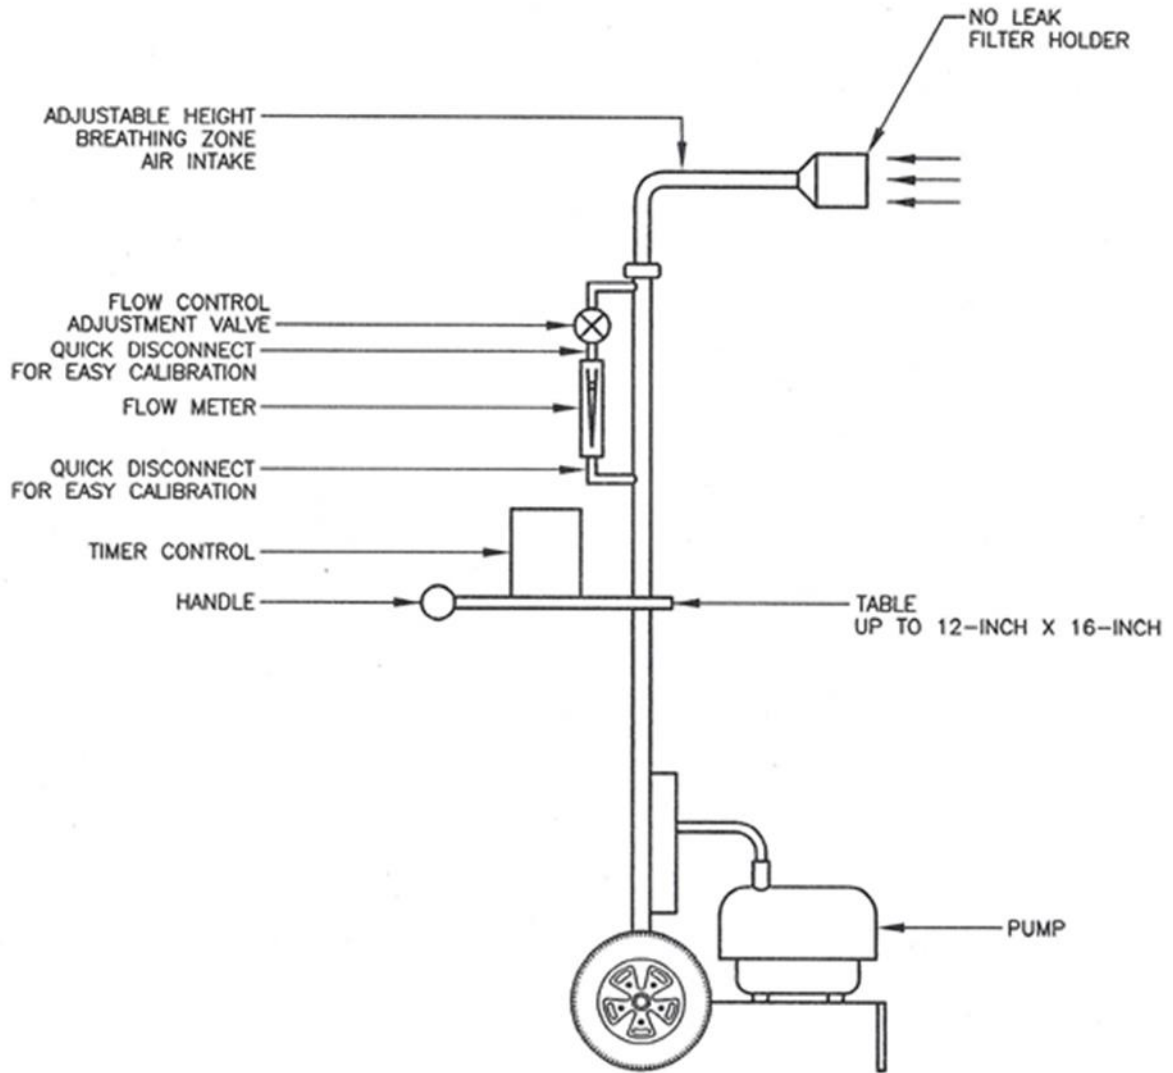 NO LEAK
FILTER HOLDER
ADJUSTABLE HEIGHT
BREATHING ZONE
AIR INTAKE
FLOW CONTROL
ADJUSTMENT VALVE
QUICK DISCONNECT
FOR EASY CALIBRATION
FLOW METER
QUICK DISCONNECT
FOR EASY CALIBRATION
TIMER CONTROL
HANDLE
TABLE
UP TO 12-INCH X 16-INCH
PUMP